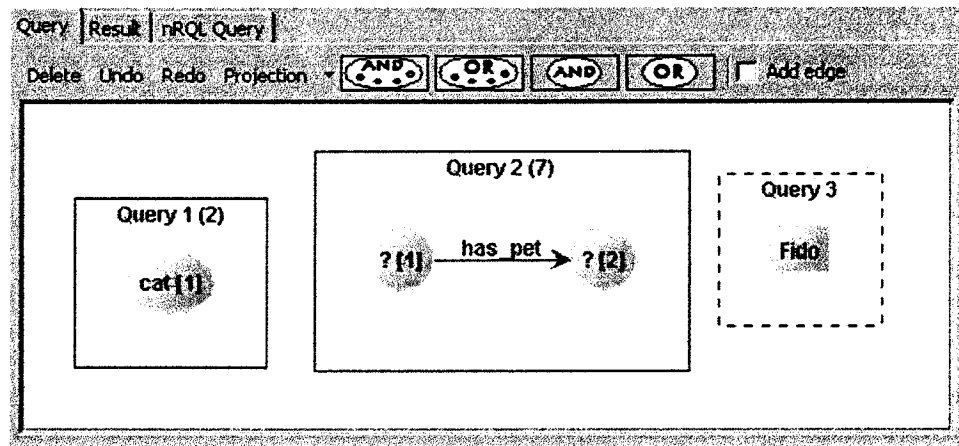 Query Result nRQL Query
Delete Undo Redo Projection AND OR AND OR Add edge
Query 1 (2)
cat [1]
Query 2 (7)
? [1] has_pet ? [2]
Query 3
Fido